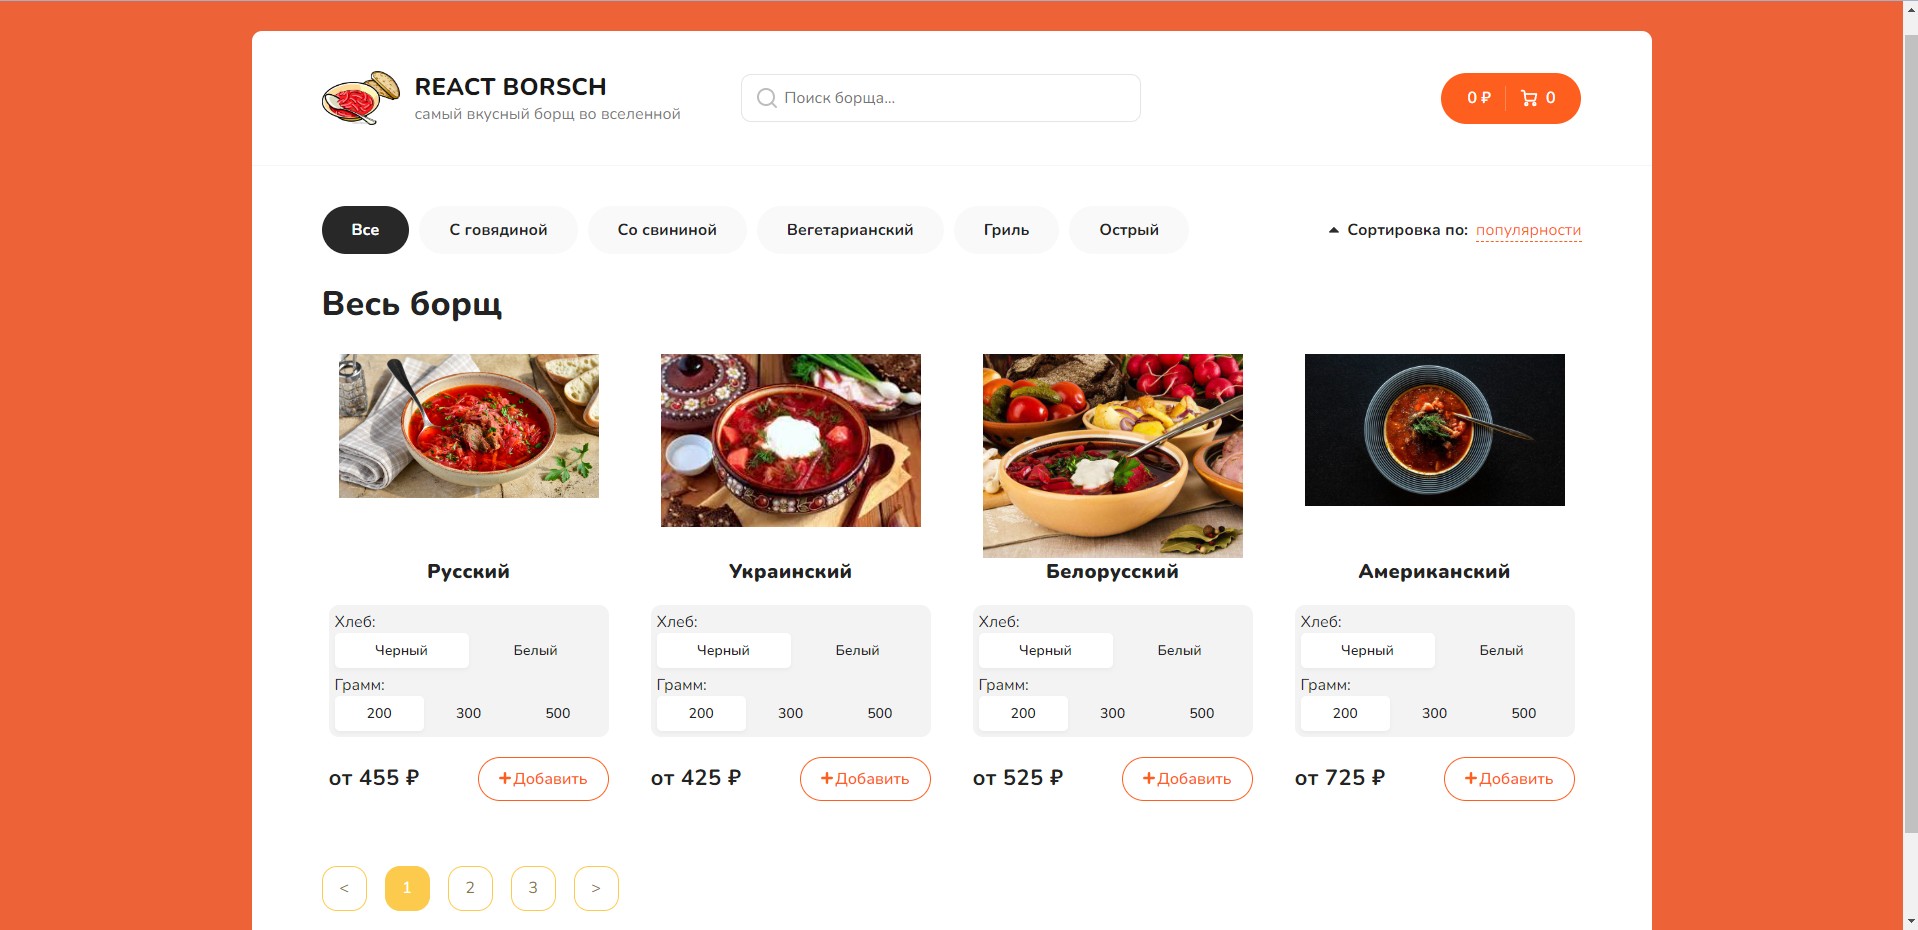 REACT BORSCH
самый вкусный борщ во вселенной
Поиск борща...
0 ₽ 0
Все С говядиной Со свининой Вегетарианский Гриль Острый Сортировка по: популярности
Весь борщ
Русский Украинский Белорусский Американский
Хлеб: Хлеб: Хлеб: Хлеб:
Черный Белый Черный Белый Черный Белый Черный Белый
Грамм: Грамм: Грамм: Грамм:
200 300 500 200 300 500 200 300 500 200 300 500
от 455 ₽ +Добавить от 425 ₽ +Добавить от 525 ₽ +Добавить от 725 ₽ +Добавить
< 1 2 3 >